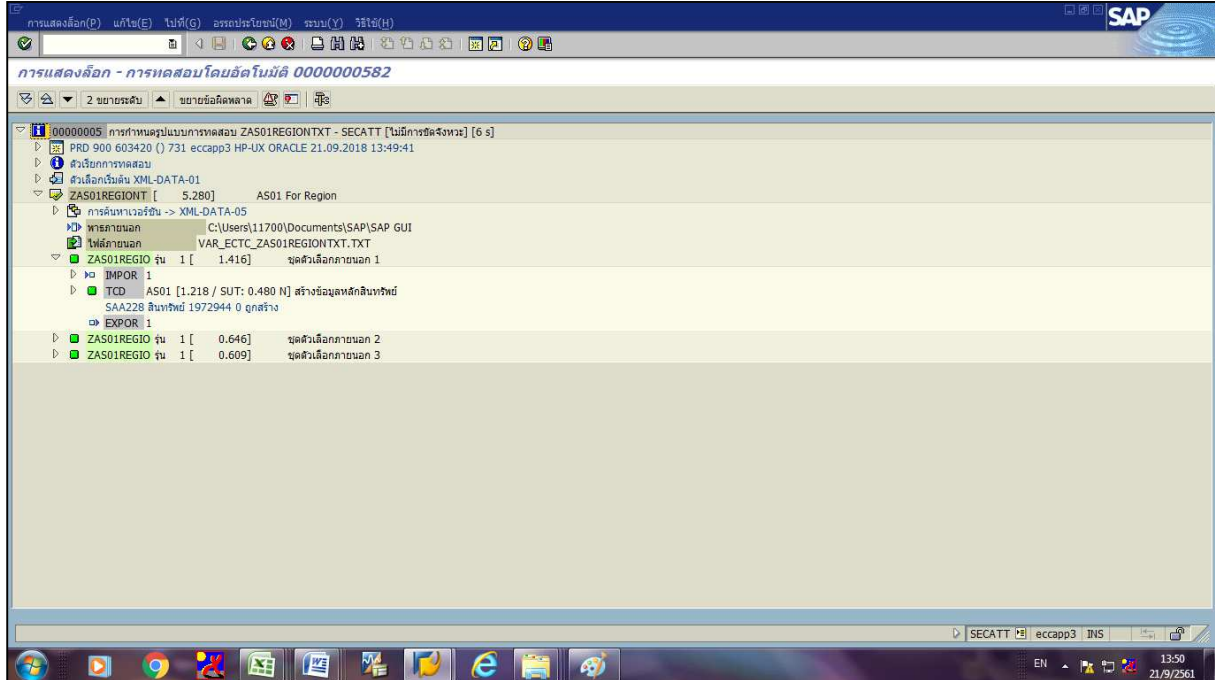 การแสดงล็อก(P) แก้ไข(E) ไปที่(G) อรรถประโยชน์(M) ระบบ(Y) วิธีใช้(H)
SAP
การแสดงล็อก - การทดสอบโดยอัตโนมัติ 0000000582
2 ขยายระดับ ขยายข้อผิดพลาด
00000005 การกำหนดรูปแบบการทดสอบ ZAS01REGIONTXT - SECATT [ไม่มีการขัดจังหวะ] [6 s]
PRD 900 603420 () 731 eccapp3 HP-UX ORACLE 21.09.2018 13:49:41
ตัวเรียกการทดสอบ
ตัวเลือกเริ่มต้น XML-DATA-01
ZAS01REGIONT [ 5.280] AS01 For Region
การค้นหาเวอร์ชัน -> XML-DATA-05
พาธภายนอก C:\Users\11700\Documents\SAP\SAP GUI
ไฟล์ภายนอก VAR_ECTC_ZAS01REGIONTXT.TXT
ZAS01REGIO รุ่น 1 [ 1.416] ชุดตัวเลือกภายนอก 1
IMPOR 1
TCD AS01 [1.218 / SUT: 0.480 N] สร้างข้อมูลหลักสินทรัพย์
SAA228 สินทรัพย์ 1972944 0 ถูกสร้าง
EXPOR 1
ZAS01REGIO รุ่น 1 [ 0.646] ชุดตัวเลือกภายนอก 2
ZAS01REGIO รุ่น 1 [ 0.609] ชุดตัวเลือกภายนอก 3
SECATT eccapp3 INS
EN 13:50
21/9/2561